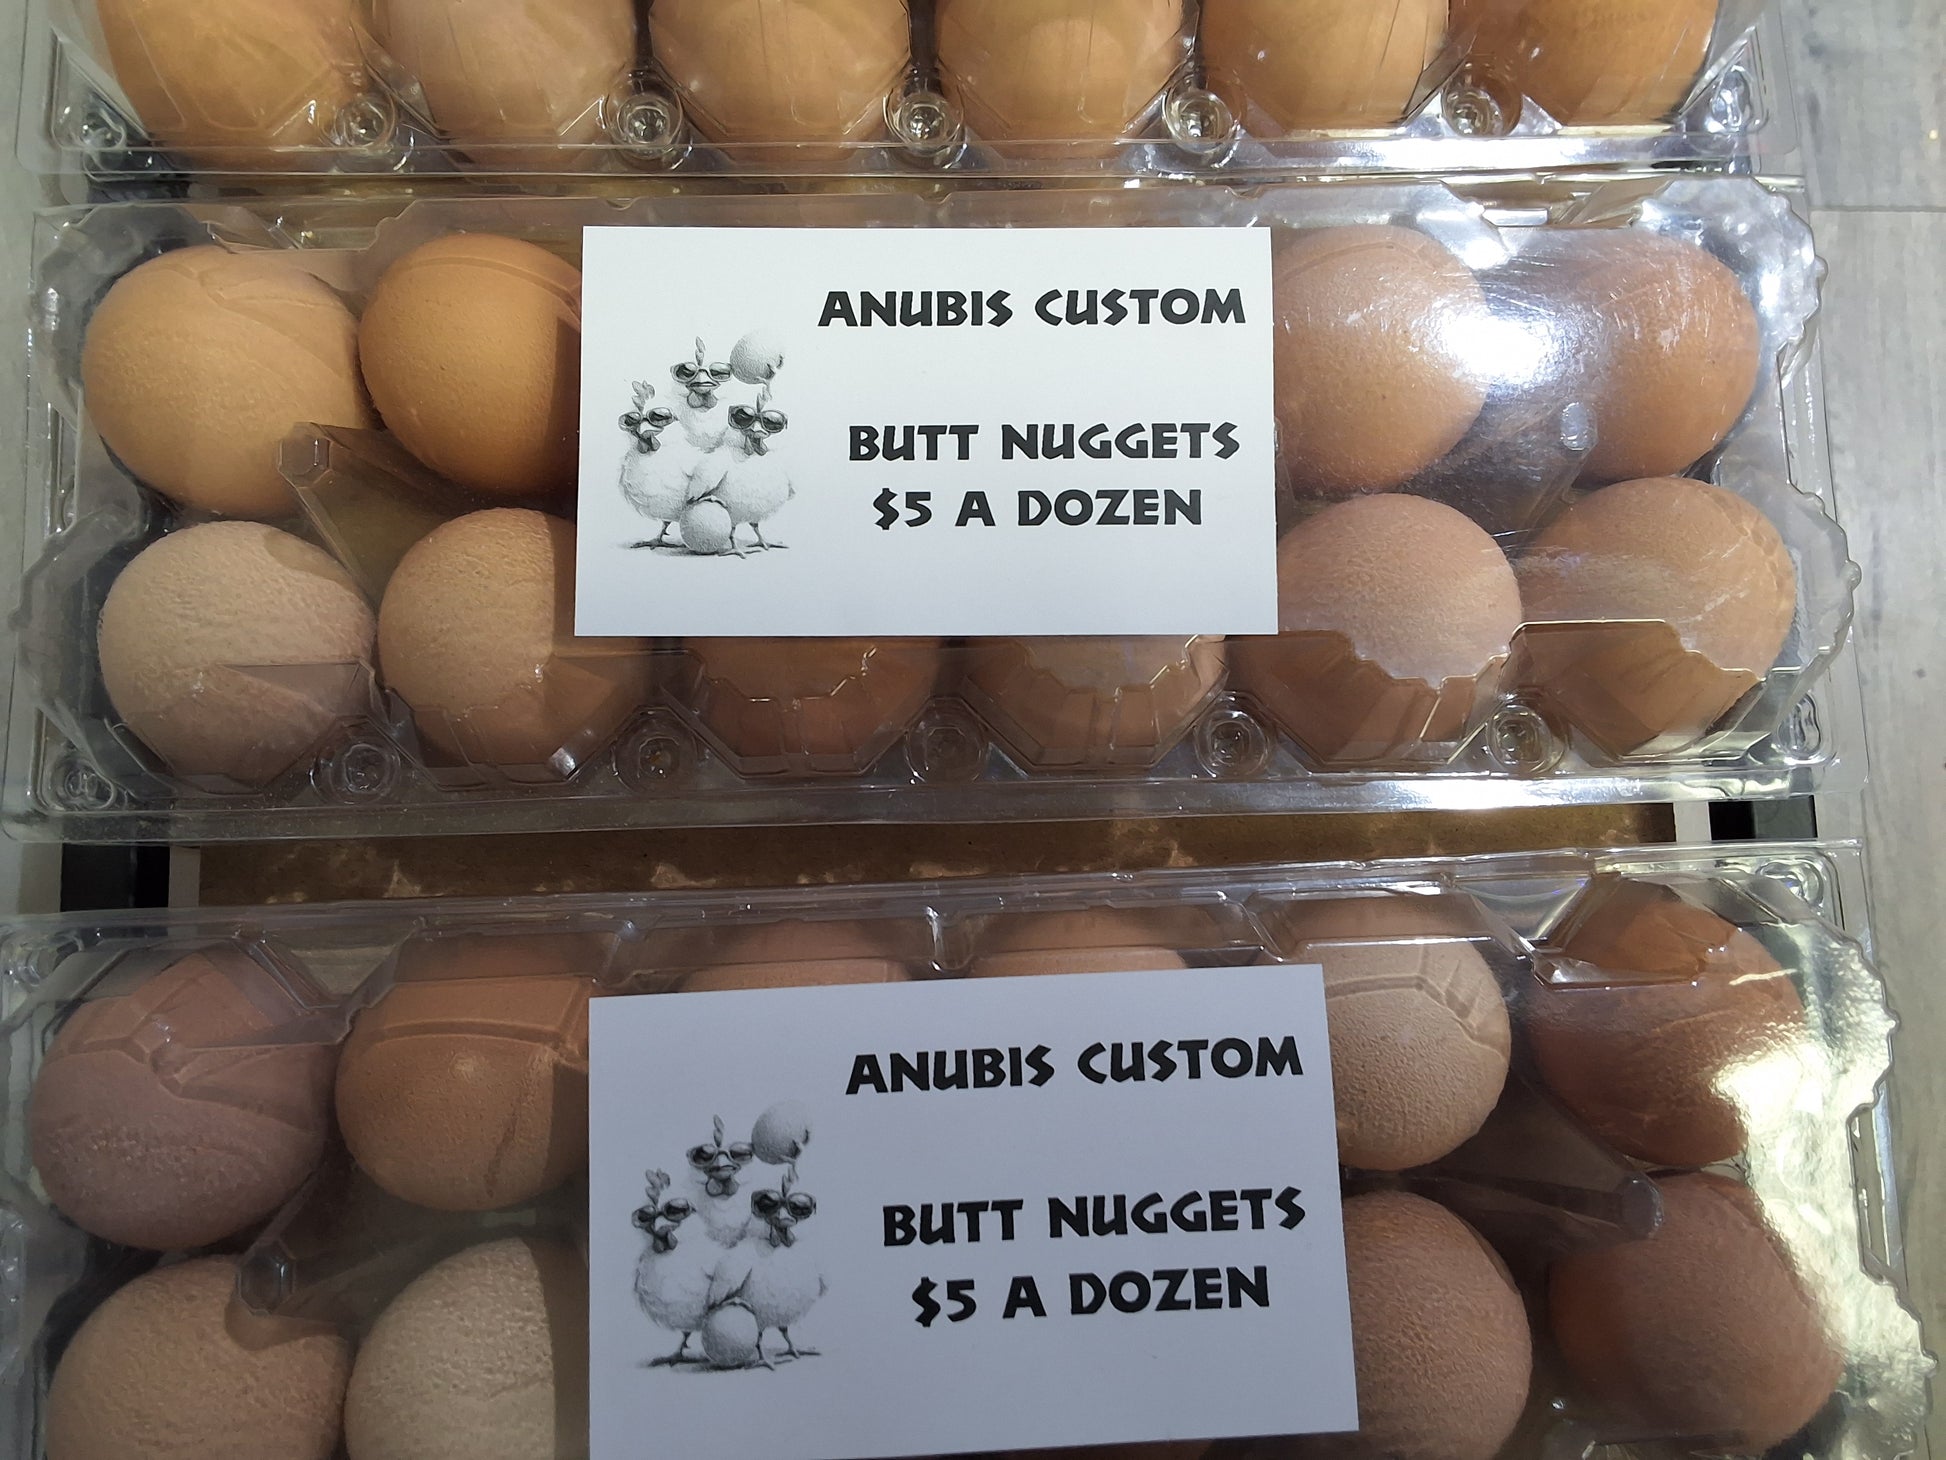 ANUBIS CUSTOM
BUTT NUGGETS
$5 A DOZEN
ANUBIS CUSTOM
BUTT NUGGETS
$5 A DOZEN